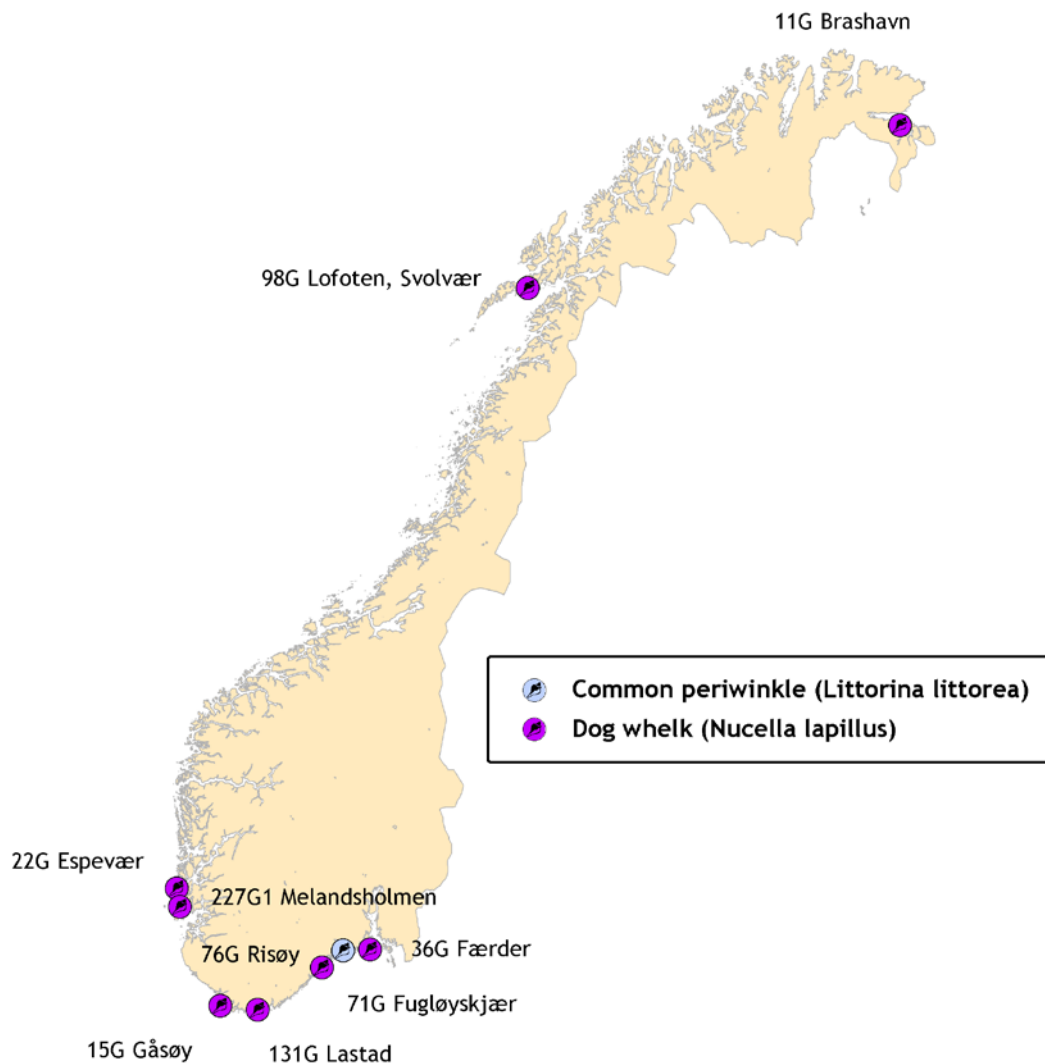 11G Brashavn
98G Lofoten, Svolvær
Common periwinkle (Littorina littorea)
Dog whelk (Nucella lapillus)
22G Espevær
227G1 Melandsholmen
76G Risøy
36G Færder
71G Fugløyskjær
15G Gåsøy
131G Lastad